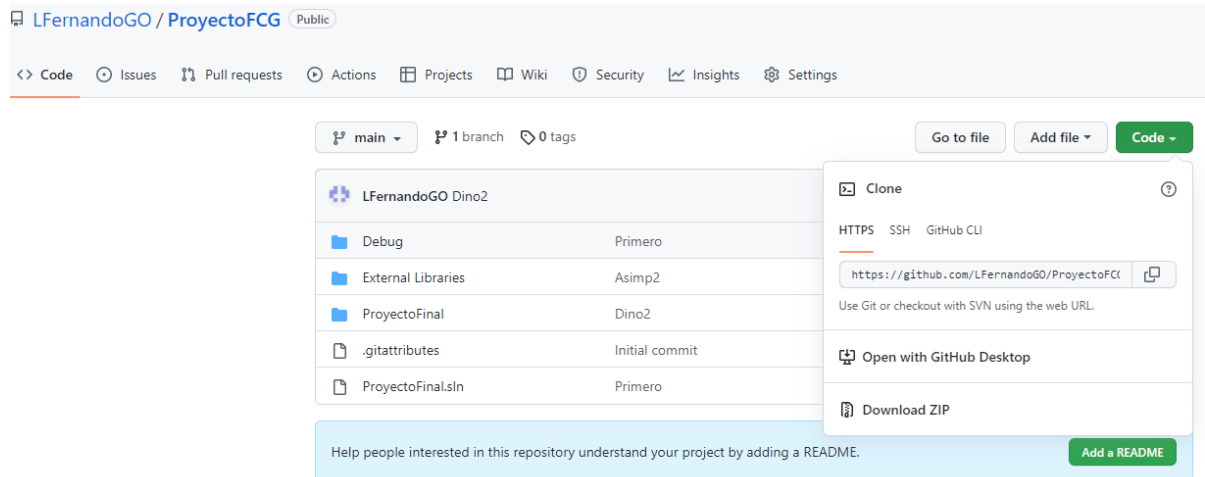 LFernandoGO / ProyectoFCG Public
Code Issues Pull requests Actions Projects Wiki Security Insights Settings
main 1 branch 0 tags Go to file Add file Code
LFernandoGO Dino2
Debug Primero
External Libraries Asimp2
ProyectoFinal Dino2
.gitattributes Initial commit
ProyectoFinal.sln Primero
Clone
HTTPS SSH GitHub CLI
https://github.com/LFernandoGO/ProyectoFC
Use Git or checkout with SVN using the web URL.
Open with GitHub Desktop
Download ZIP
Help people interested in this repository understand your project by adding a README. Add a README